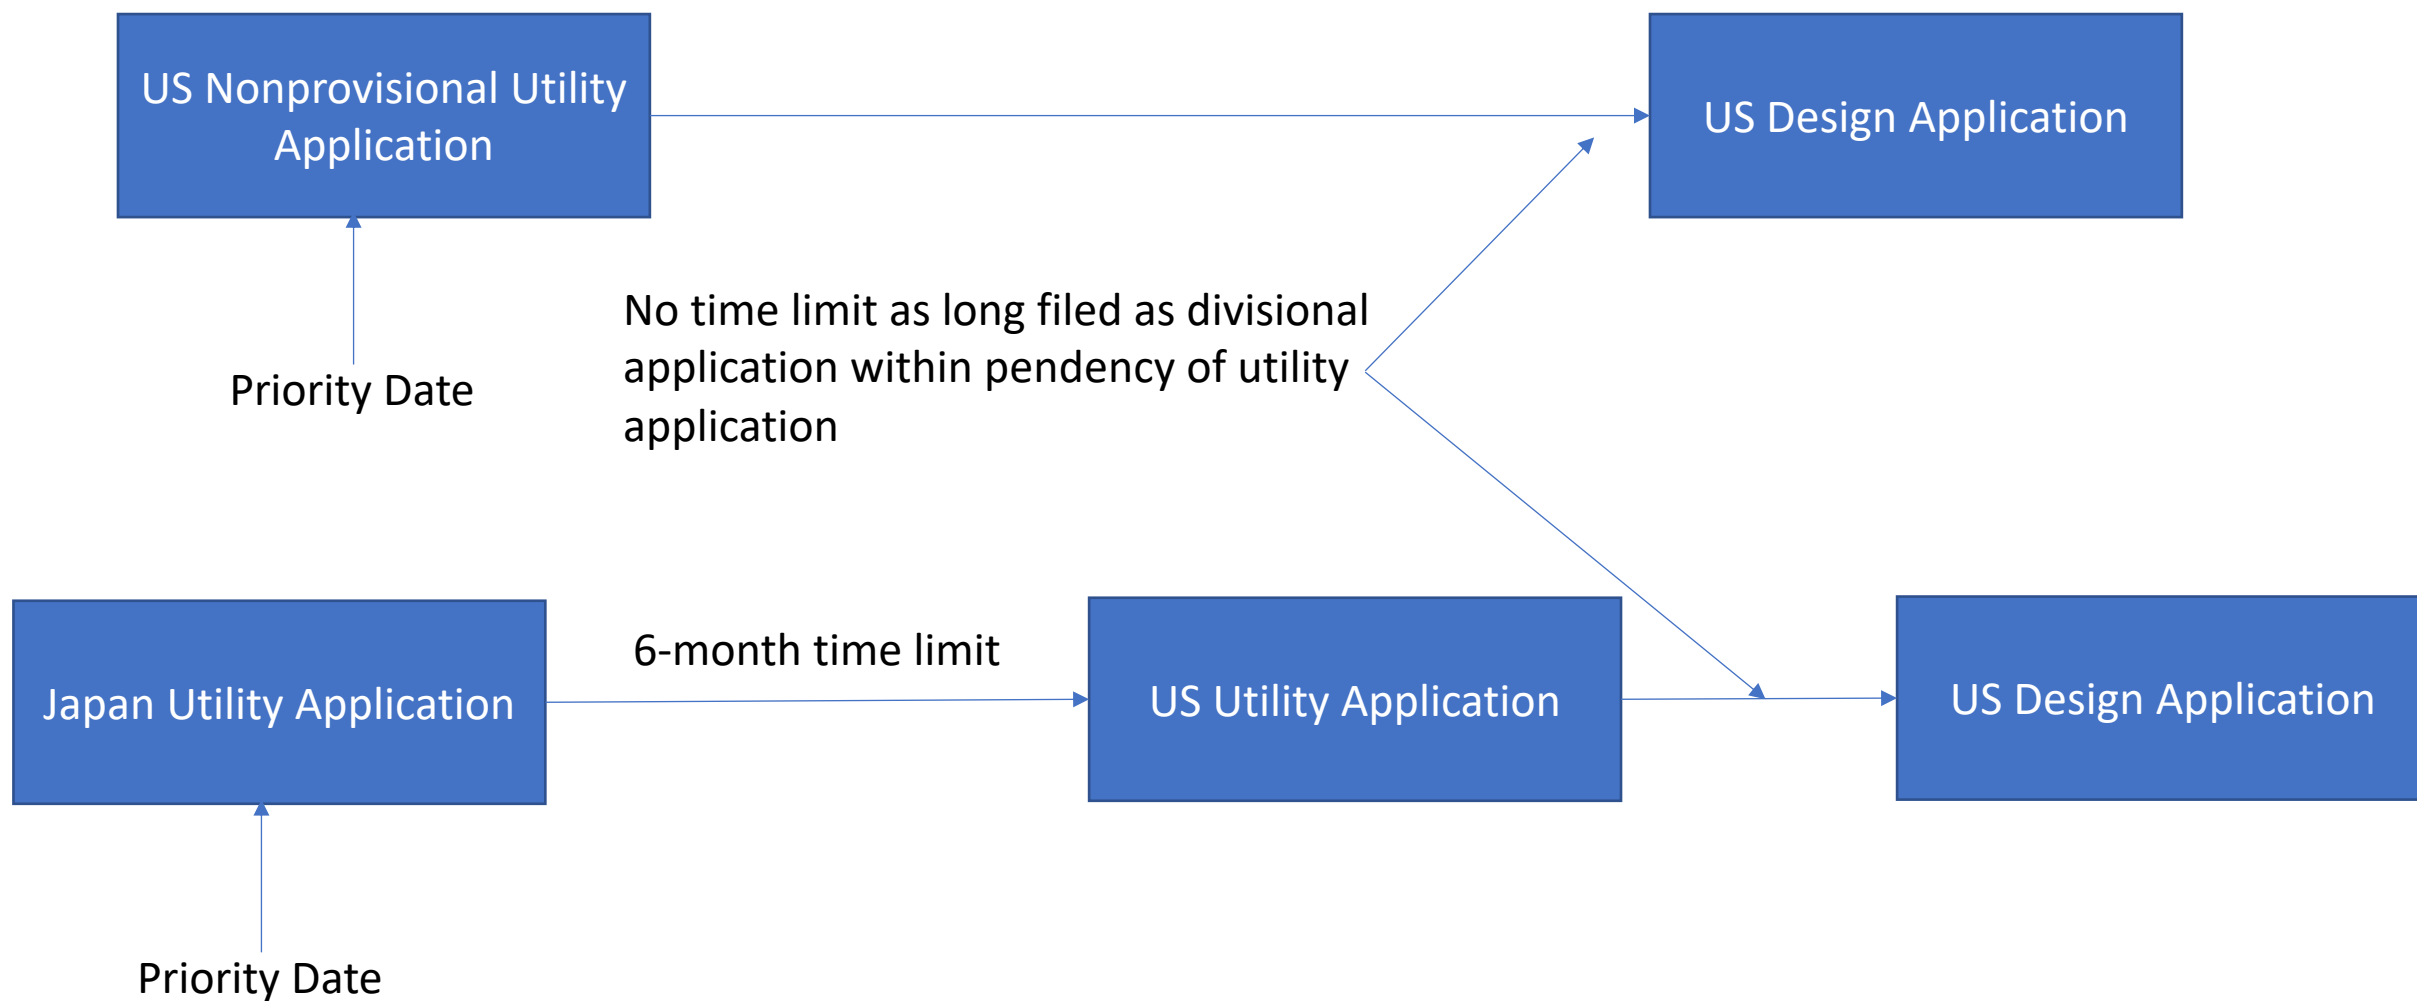 US Nonprovisional Utility
Application
US Design Application
Priority Date
No time limit as long filed as divisional
application within pendency of utility
application
Japan Utility Application
6-month time limit
US Utility Application
US Design Application
Priority Date